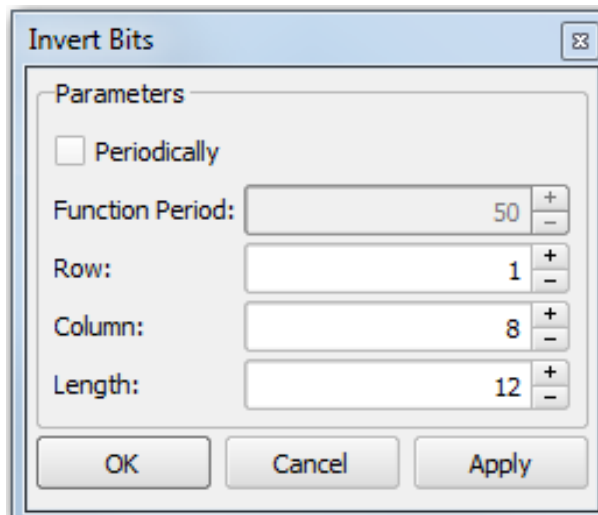 Invert Bits
Parameters
Periodically
Function Period: 50
Row: 1
Column: 8
Length: 12
OK Cancel Apply